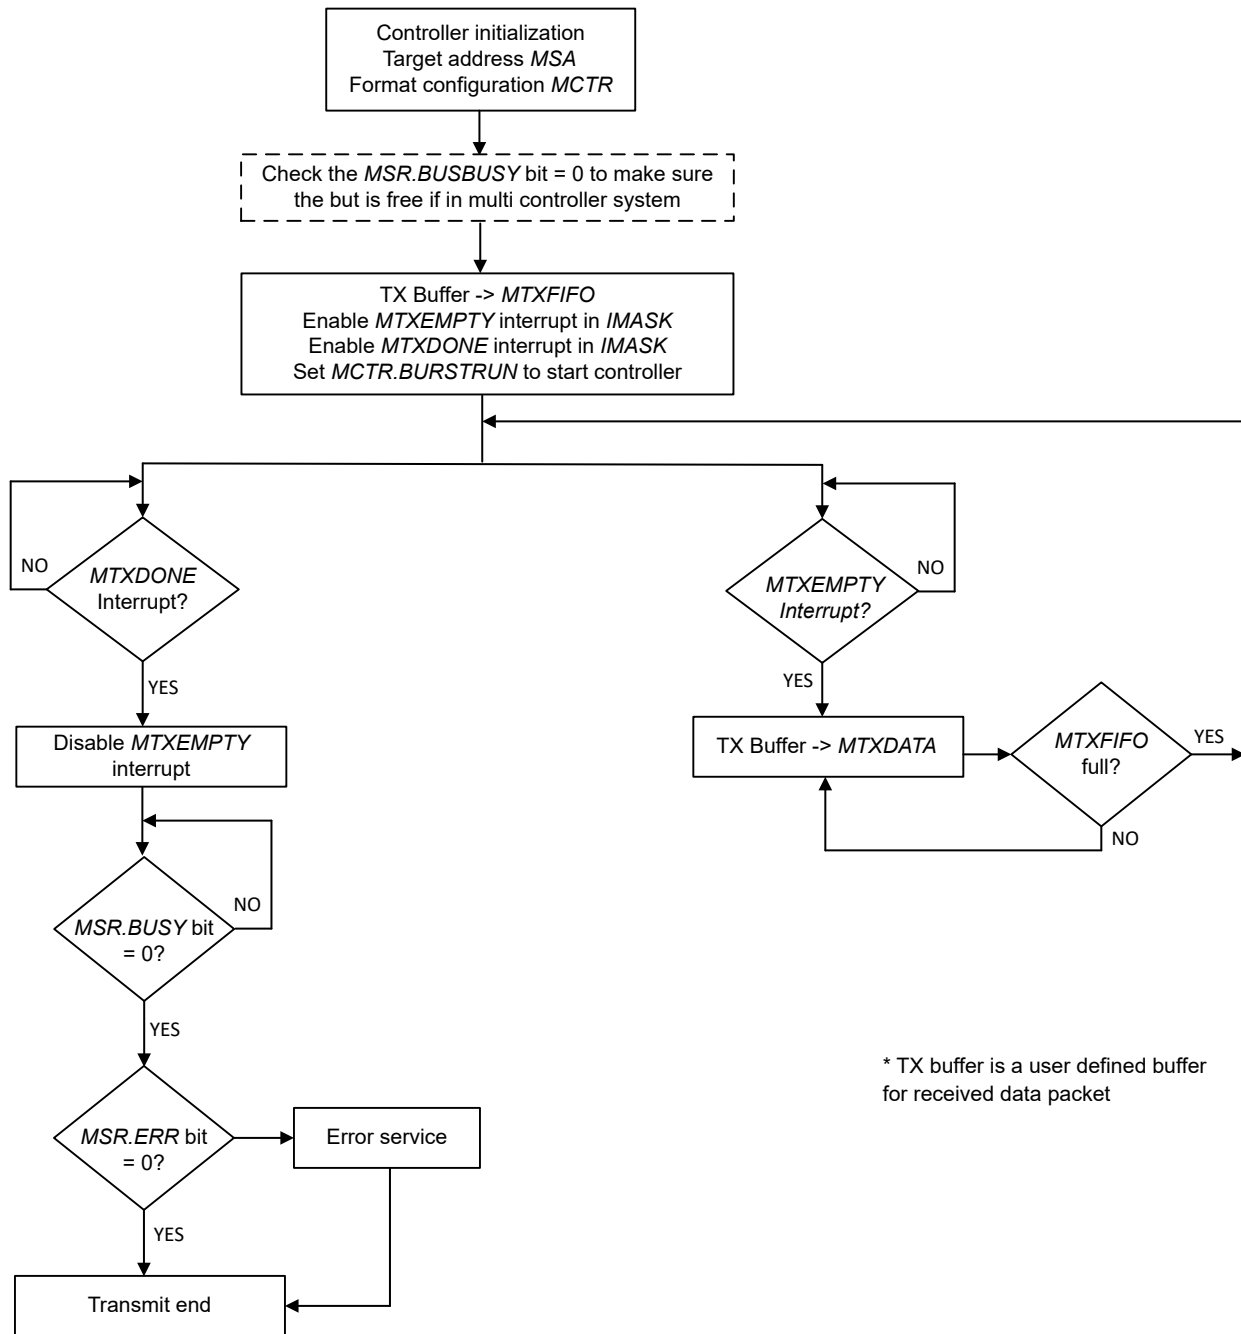 Controller initialization
Target address MSA
Format configuration MCTR
Check the MSR.BUSBUSY bit = 0 to make sure
the but is free if in multi controller system
TX Buffer -> MTXFIFO
Enable MTXEMPTY interrupt in IMASK
Enable MTXDONE interrupt in IMASK
Set MCTR.BURSTRUN to start controller
NO
MTXDONE
Interrupt?
YES
Disable MTXEMPTY
interrupt
NO
MSR.BUSY bit
= 0?
YES
MSR.ERR bit
= 0?
Error service
YES
Transmit end
NO
MTXEMPTY
Interrupt?
YES
TX Buffer -> MTXDATA
MTXFIFO
full?
YES
NO
* TX buffer is a user defined buffer
for received data packet